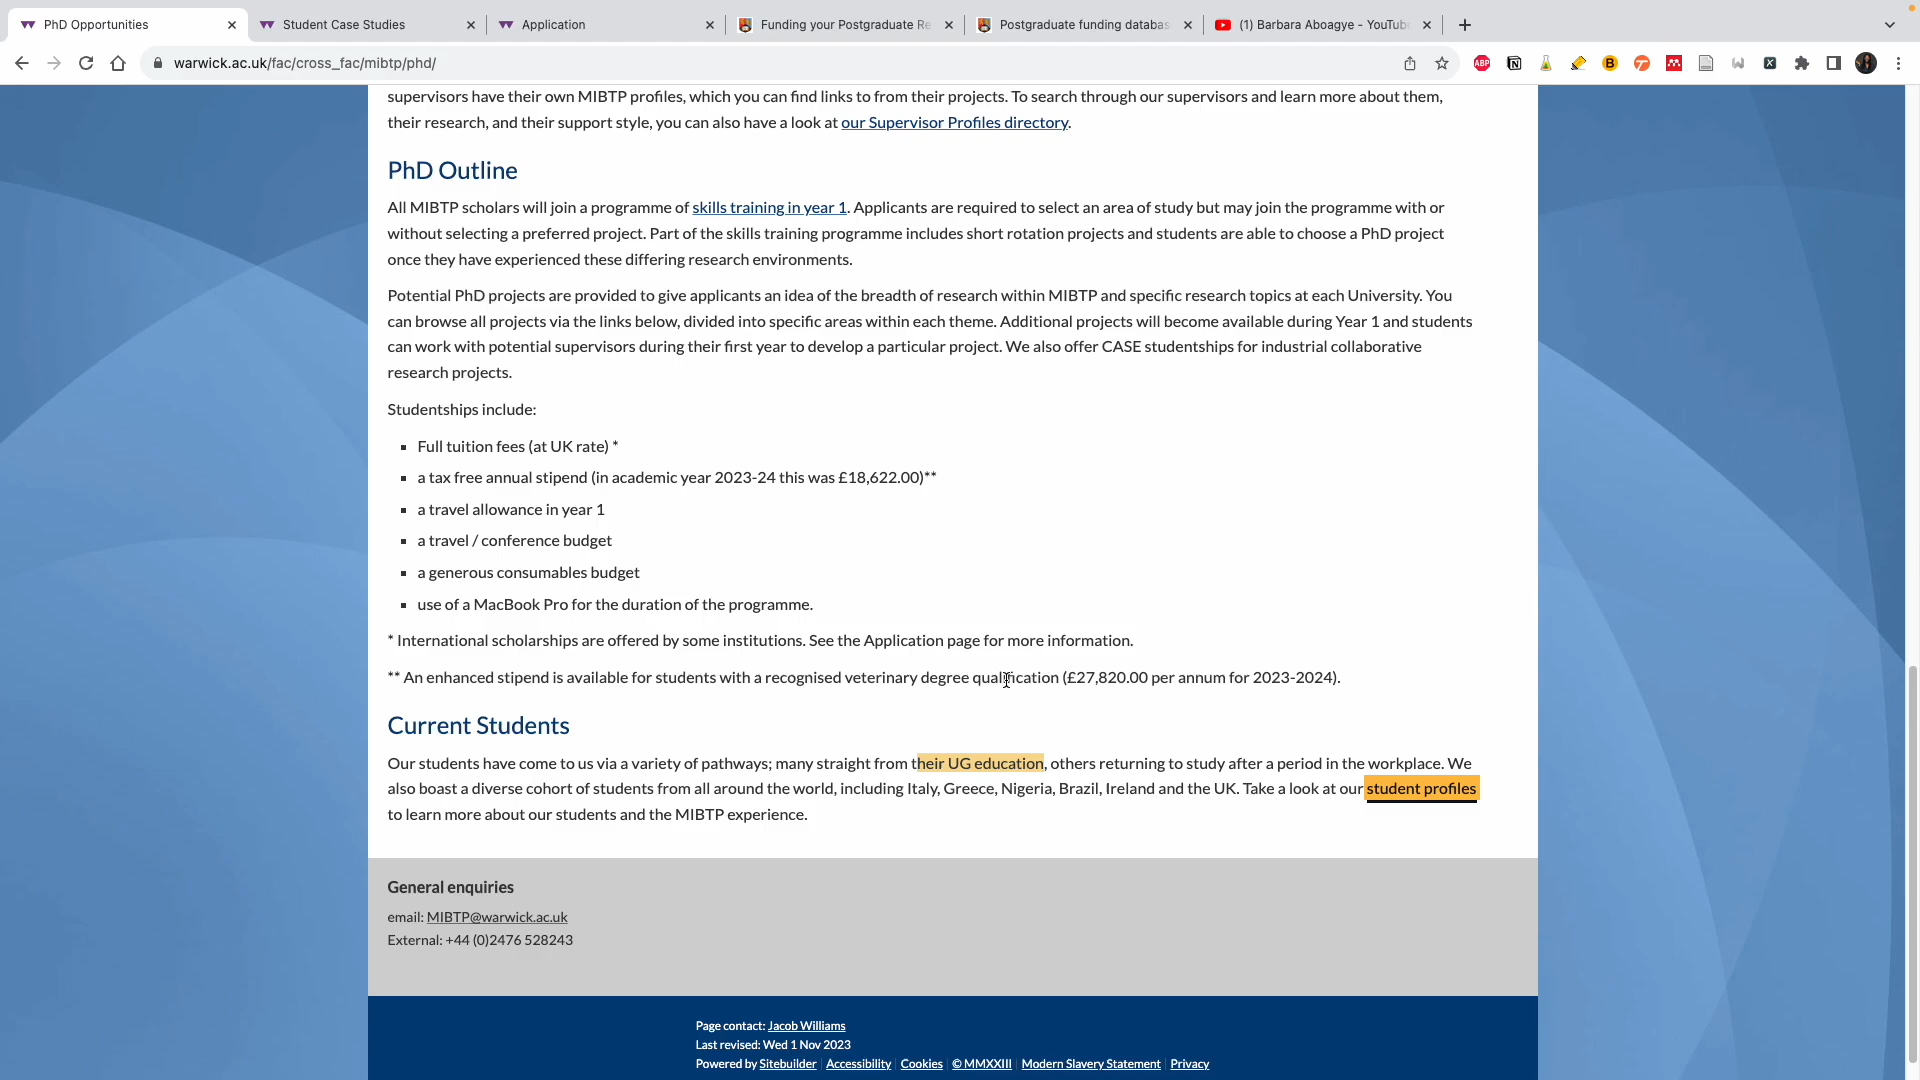 PhD Opportunities
Student Case Studies
Application
Funding your Postgraduate Re
Postgraduate funding databas
(1) Barbara Aboagye - YouTub
warwick.ac.uk/fac/cross_fac/mibtp/phd/
ABP
supervisors have their own MIBTP profiles, which you can find links to from their projects. To search through our supervisors and learn more about them,
their research, and their support style, you can also have a look at our Supervisor Profiles directory.
PhD Outline
All MIBTP scholars will join a programme of skills training in year 1. Applicants are required to select an area of study but may join the programme with or
without selecting a preferred project. Part of the skills training programme includes short rotation projects and students are able to choose a PhD project
once they have experienced these differing research environments.
Potential PhD projects are provided to give applicants an idea of the breadth of research within MIBTP and specific research topics at each University. You
can browse all projects via the links below, divided into specific areas within each theme. Additional projects will become available during Year 1 and students
can work with potential supervisors during their first year to develop a particular project. We also offer CASE studentships for industrial collaborative
research projects.
Studentships include:
Full tuition fees (at UK rate) *
a tax free annual stipend (in academic year 2023-24 this was £18,622.00)**
a travel allowance in year 1
a travel / conference budget
a generous consumables budget
use of a MacBook Pro for the duration of the programme.
* International scholarships are offered by some institutions. See the Application page for more information.
** An enhanced stipend is available for students with a recognised veterinary degree qualification (£27,820.00 per annum for 2023-2024).
Current Students
Our students have come to us via a variety of pathways; many straight from their UG education, others returning to study after a period in the workplace. We
also boast a diverse cohort of students from all around the world, including Italy, Greece, Nigeria, Brazil, Ireland and the UK. Take a look at our student profiles
to learn more about our students and the MIBTP experience.
General enquiries
email: MIBTP@warwick.ac.uk
External: +44 (0)2476 528243
Page contact: Jacob Williams
Last revised: Wed 1 Nov 2023
Powered by Sitebuilder Accessibility Cookies © MMXXIII Modern Slavery Statement Privacy